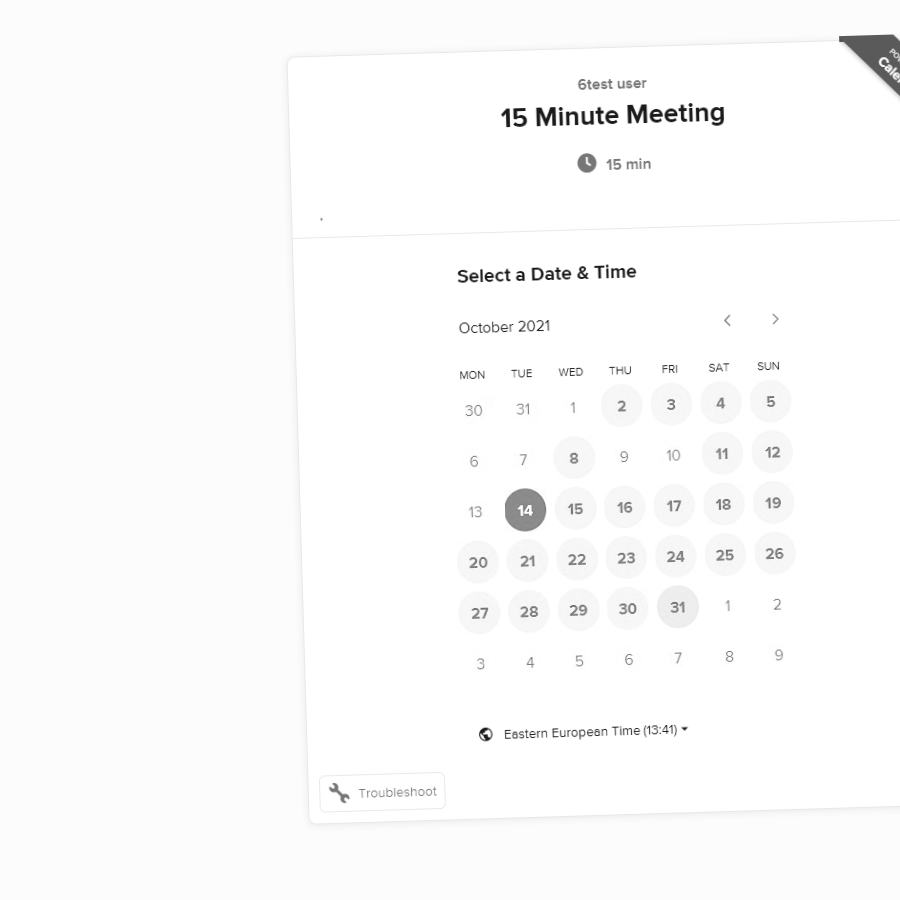 6test user
15 Minute Meeting
15 min
.
Select a Date & Time
October 2021
MON TUE WED THU FRI SAT SUN
30 31 1 2 3 4 5
6 7 8 9 10 11 12
13 14 15 16 17 18 19
20 21 22 23 24 25 26
27 28 29 30 31 1 2
3 4 5 6 7 8 9
Eastern European Time (13:41)
Troubleshoot